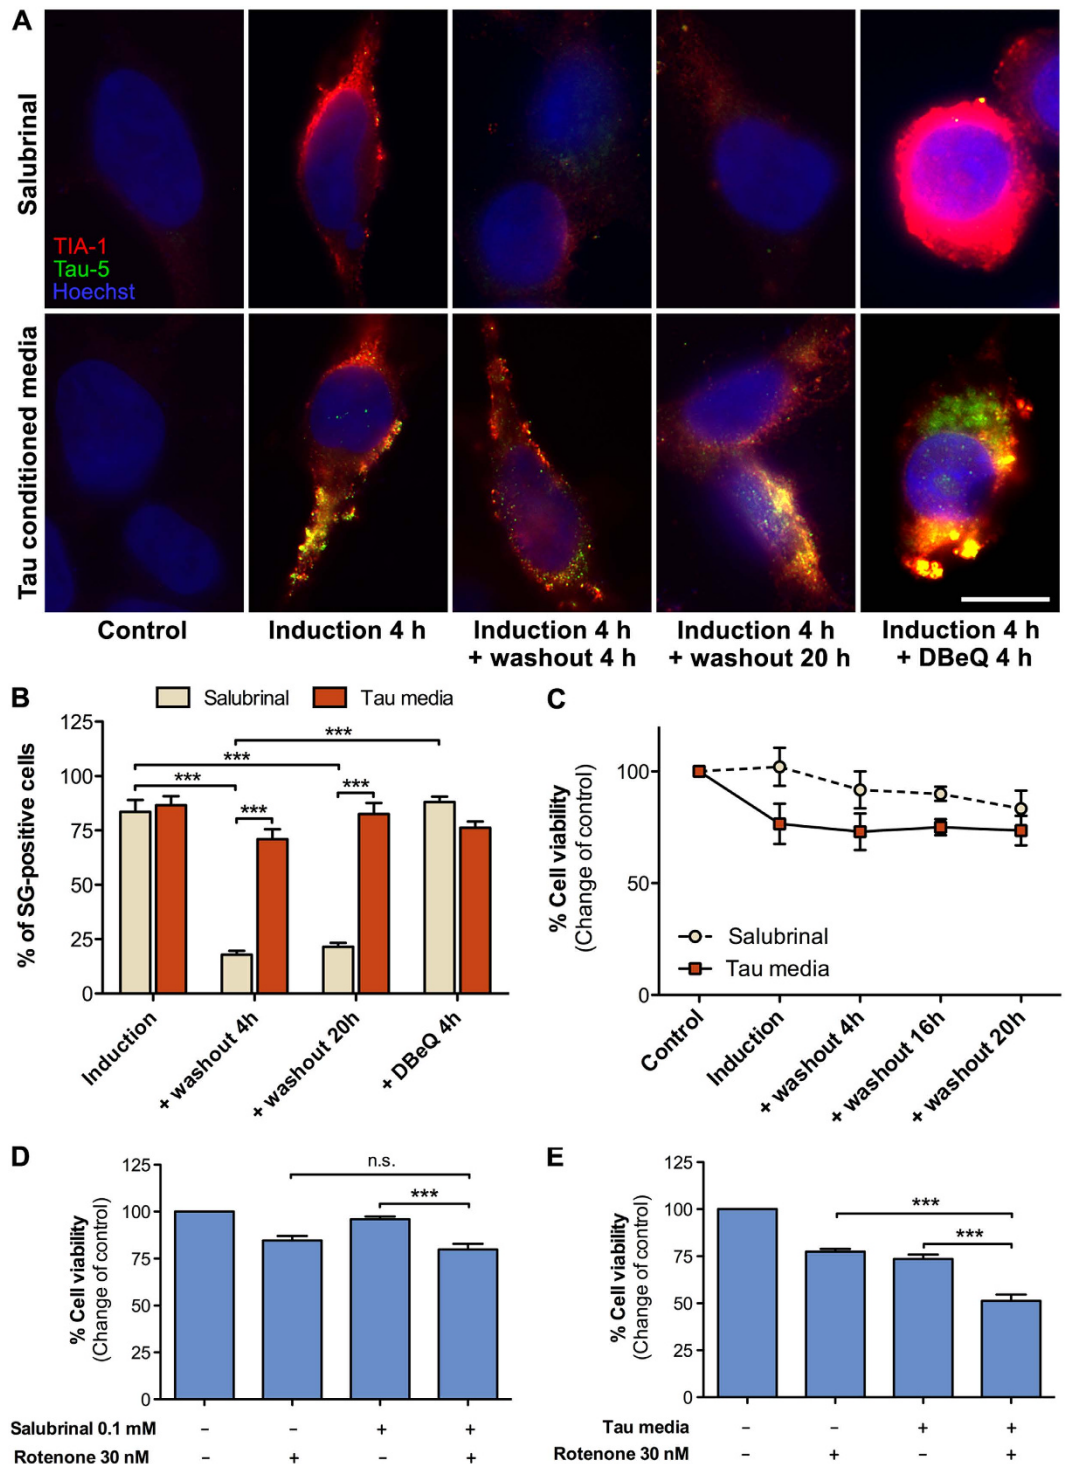 A
Salubrinal
TIA-1
Tau-5
Hoechst
Tau conditioned media
Control
Induction 4 h
Induction 4 h
+ washout 4 h
Induction 4 h
+ washout 20 h
Induction 4 h
+ DBeQ 4 h
B
Salubrinal
Tau media
% of SG-positive cells
125
100
75
50
25
0
***
***
***
***
***
Induction
+ washout 4h
+ washout 20h
+ DBeQ 4h
C
% Cell viability
(Change of control)
100
50
0
Salubrinal
Tau media
Control
Induction
+ washout 4h
+ washout 16h
+ washout 20h
D
% Cell viability
(Change of control)
125
100
75
50
25
0
n.s.
***
Salubrinal 0.1 mM − − + +
Rotenone 30 nM − + − +
E
% Cell viability
(Change of control)
125
100
75
50
25
0
***
***
Tau media − − + +
Rotenone 30 nM − + − +